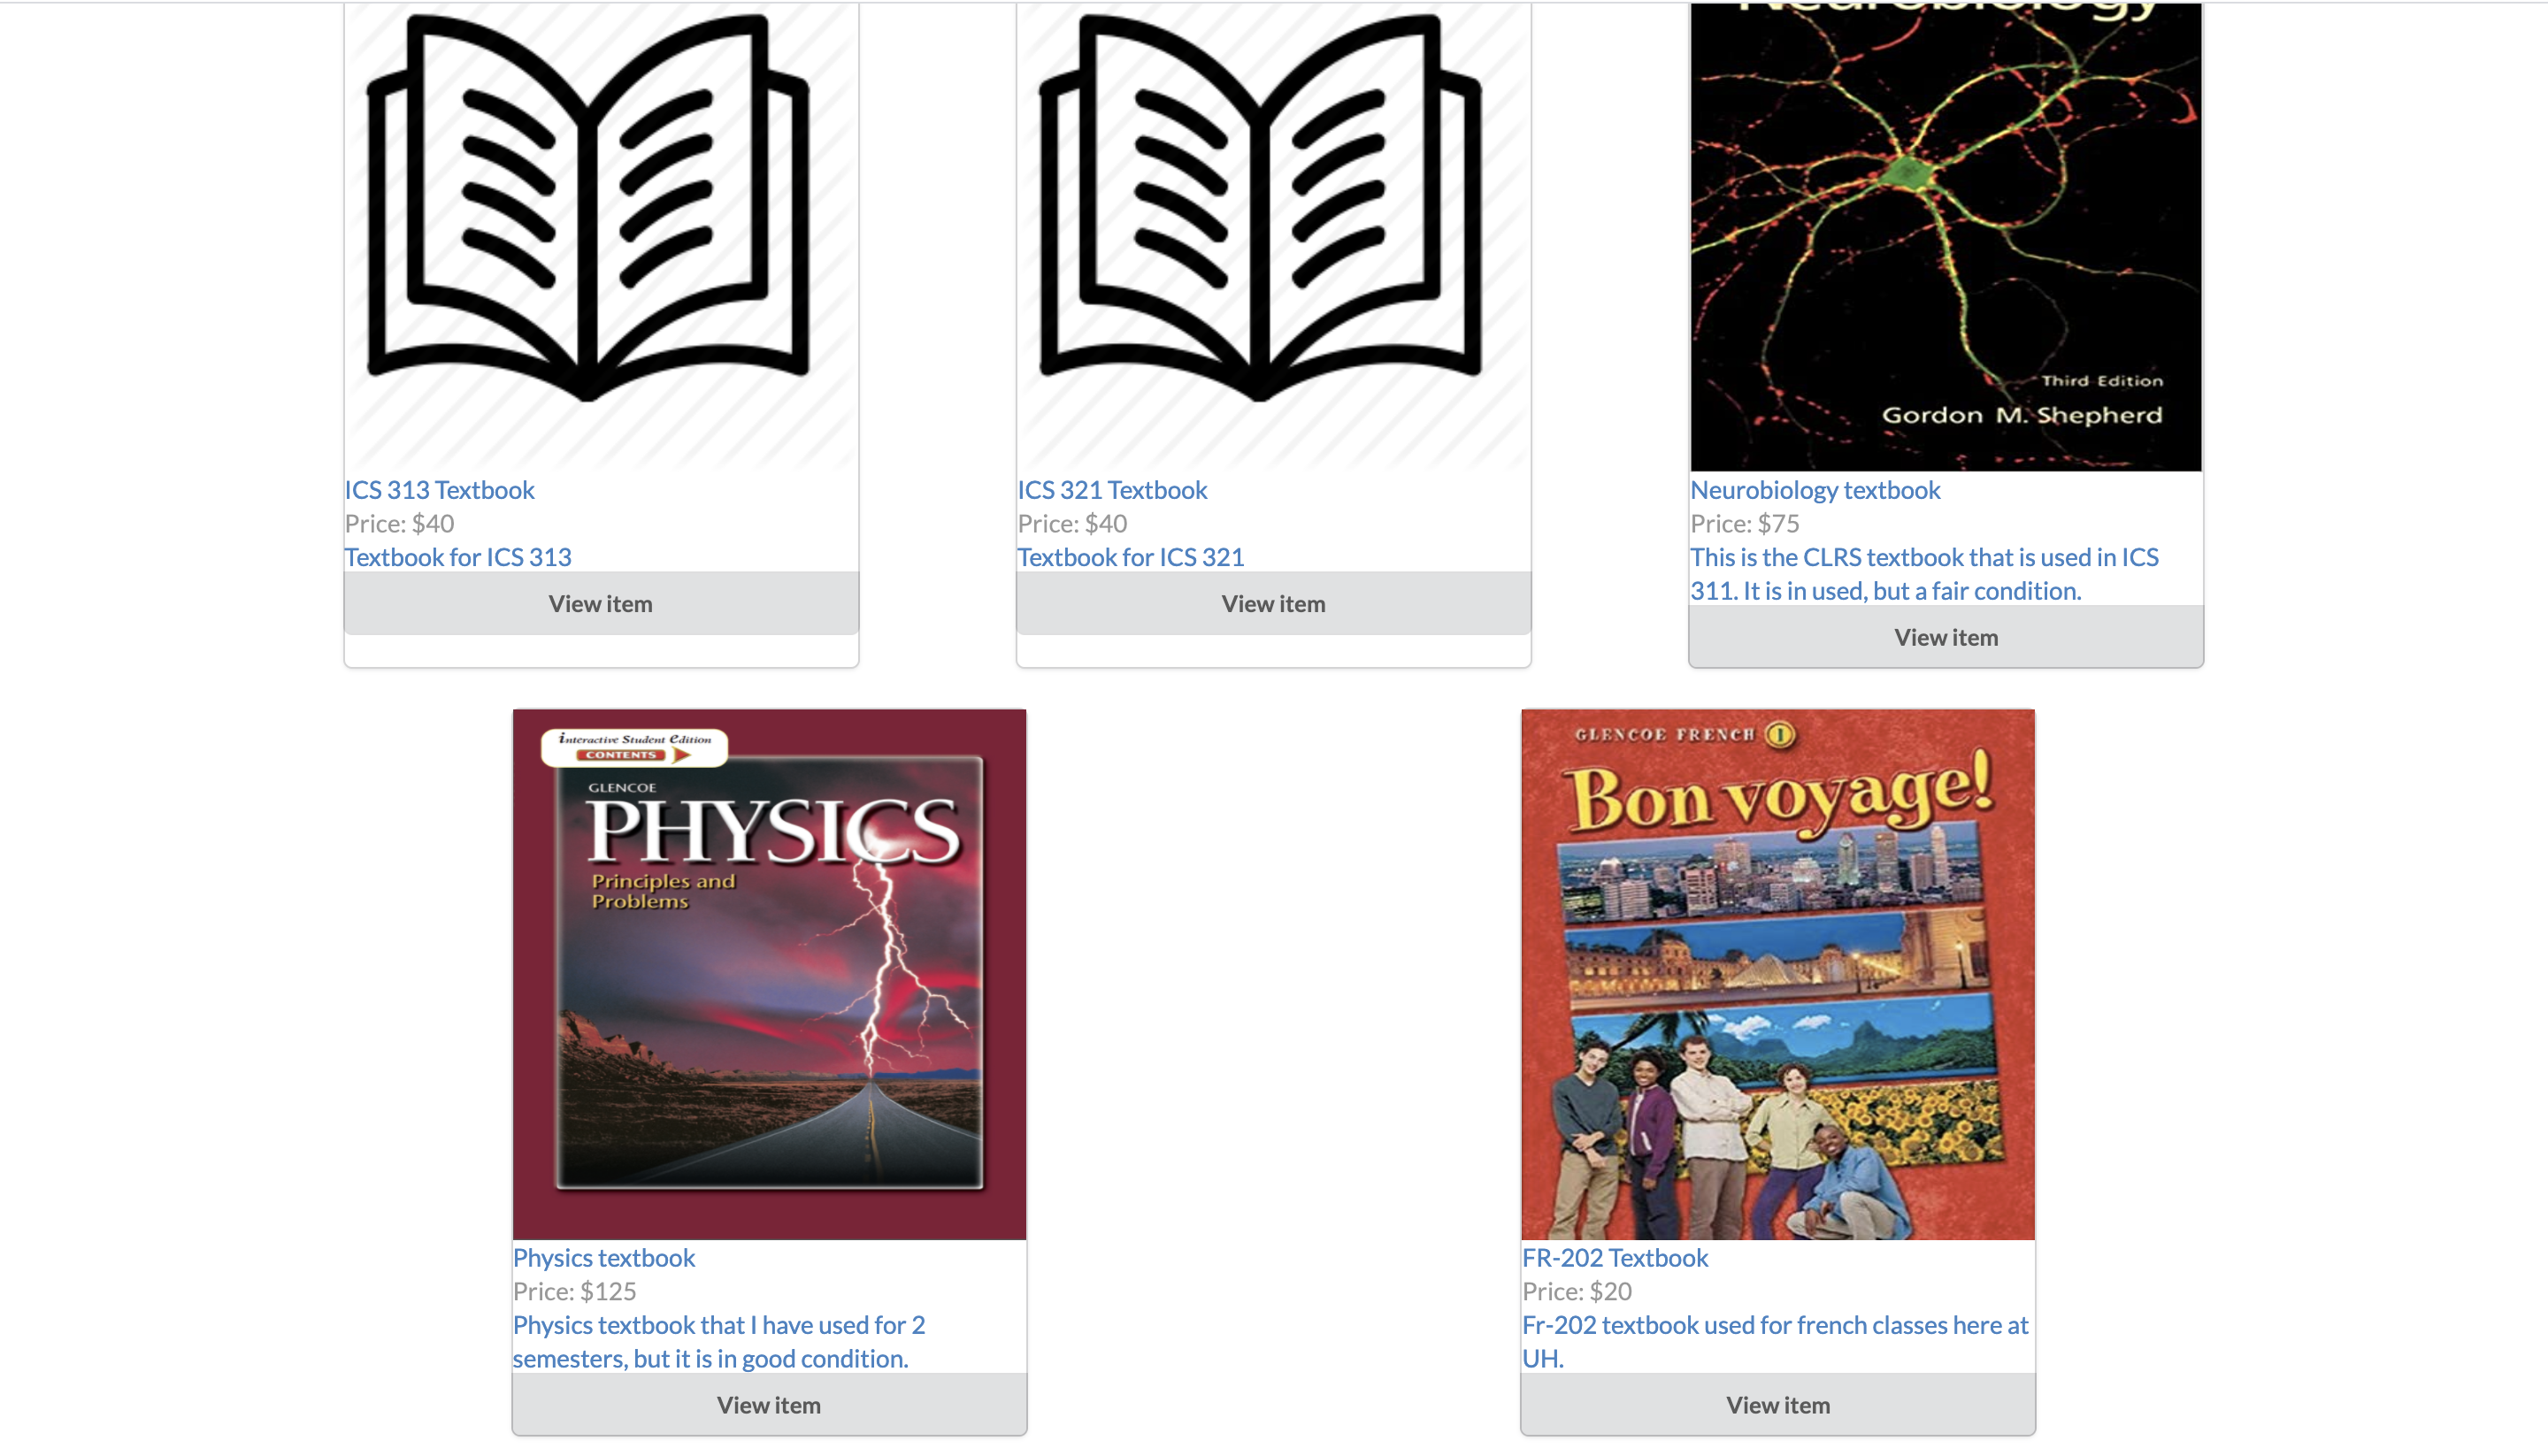 Neurobiology
Third Edition
Gordon M. Shepherd
ICS 313 Textbook
Price: $40
Textbook for ICS 313
View item
ICS 321 Textbook
Price: $40
Textbook for ICS 321
View item
Neurobiology textbook
Price: $75
This is the CLRS textbook that is used in ICS
311. It is in used, but a fair condition.
View item
interactive Student Edition
CONTENTS
GLENCOE
PHYSICS
Principles and
Problems
Physics textbook
Price: $125
Physics textbook that I have used for 2
semesters, but it is in good condition.
View item
GLENCOE FRENCH 1
Bon voyage!
FR-202 Textbook
Price: $20
Fr-202 textbook used for french classes here at
UH.
View item